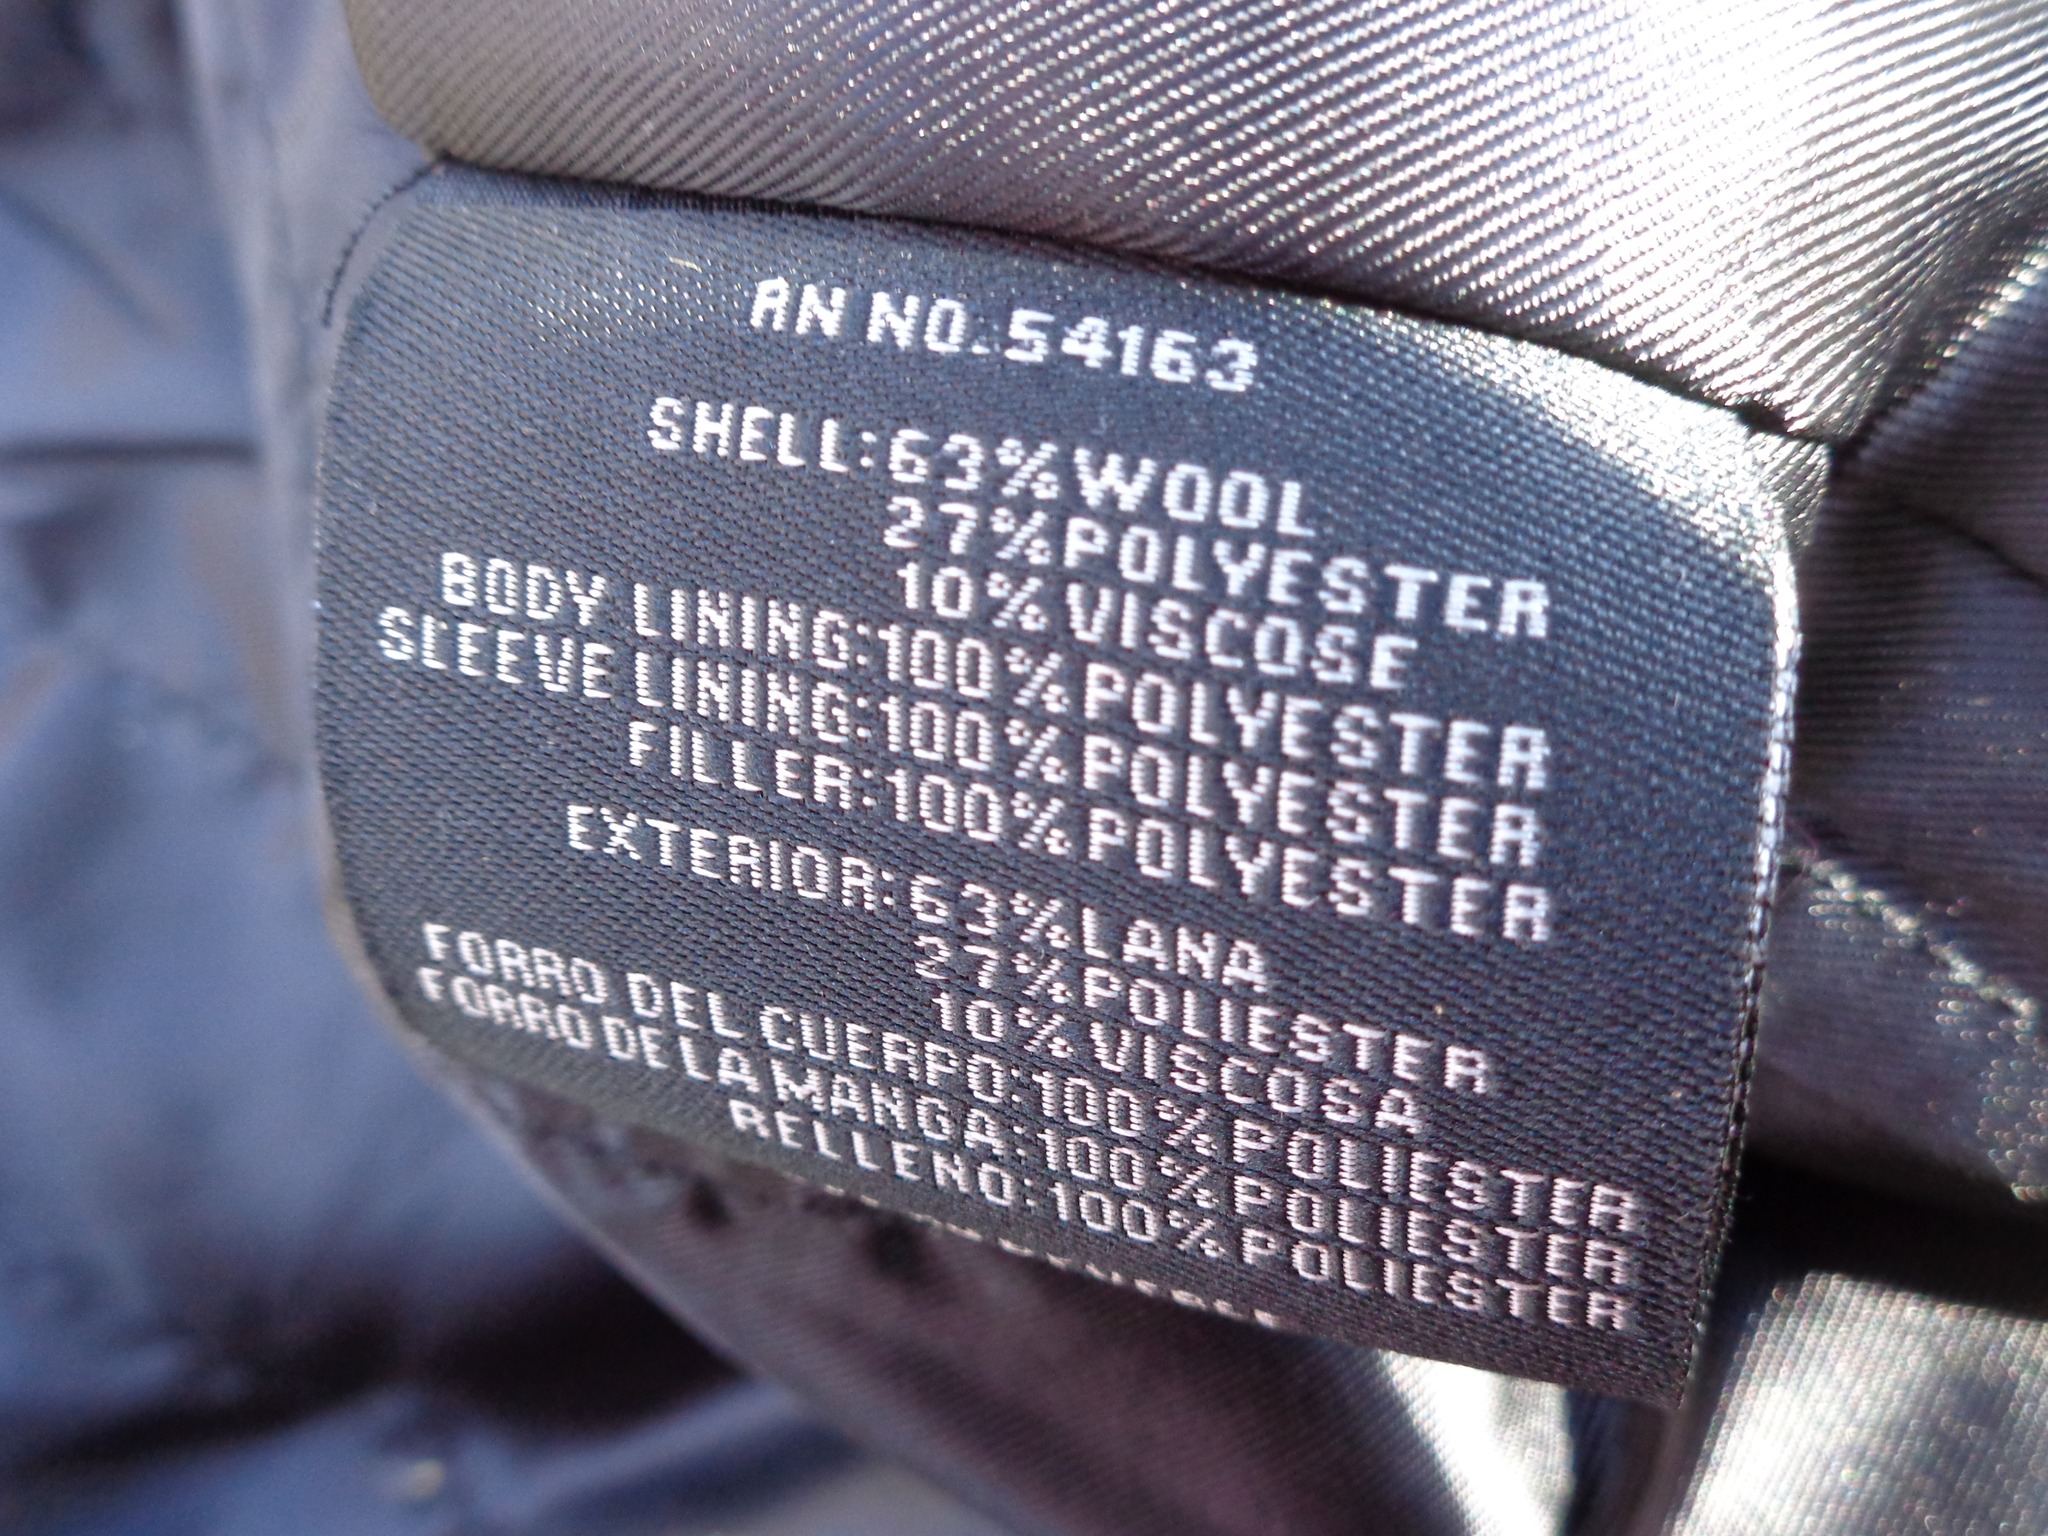 RN NO.54163
SHELL:63%WOOL
27%POLYESTER
10%VISCOSE
BODY LINING:100%POLYESTER
SLEEVE LINING:100%POLYESTER
FILLER:100%POLYESTER
EXTERIOR:63%LANA
27%POLIESTER
10%VISCOSA
FORRO DEL CUERPO:100%POLIESTER
FORRO DE LA MANGA:100%POLIESTER
RELLENO:100%POLIESTER